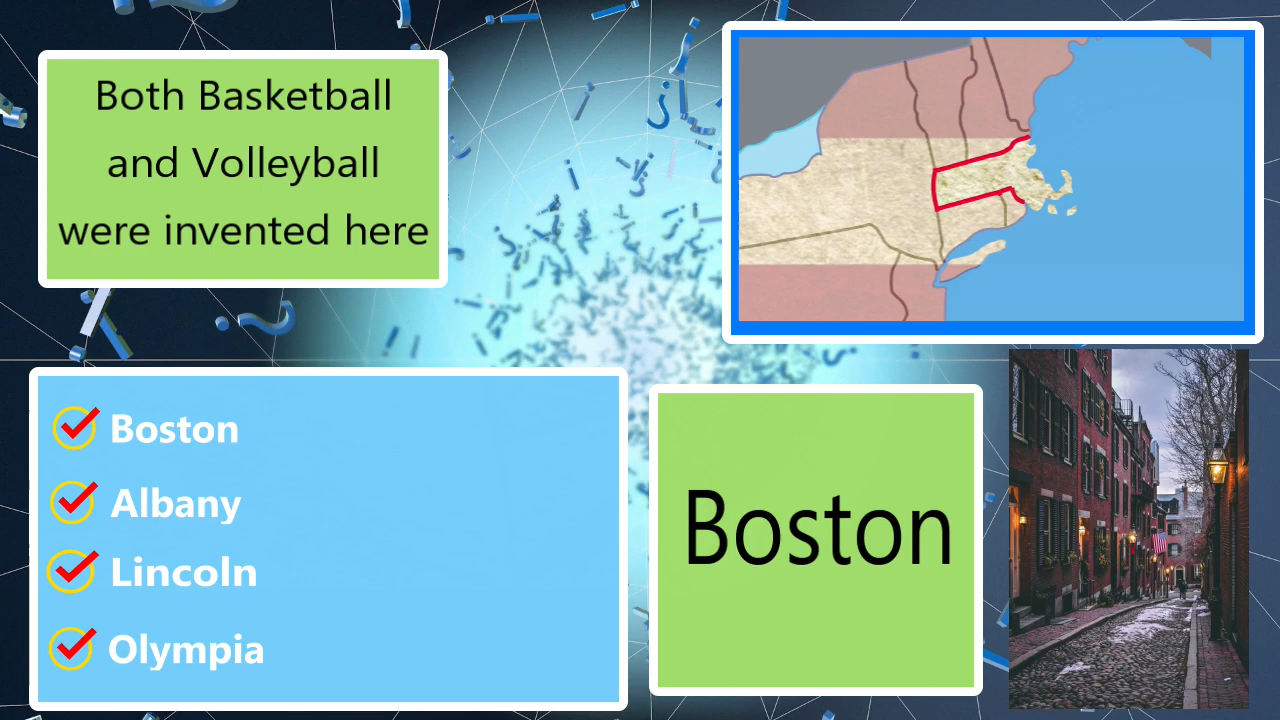 Both Basketball
and Volleyball
were invented here
Boston
Albany
Lincoln
Olympia
Boston